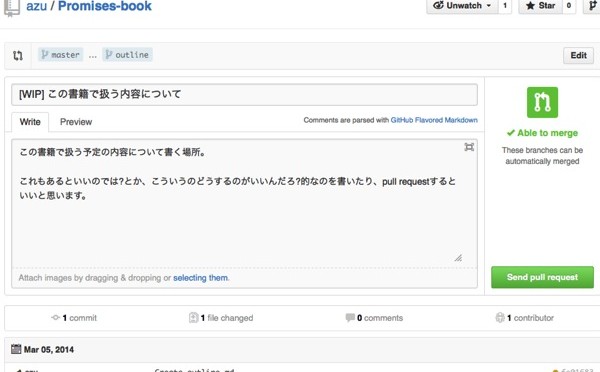 azu / Promises-book
Unwatch 1 Star 0
master ... outline Edit
[WIP] この書籍で扱う内容について
Write Preview Comments are parsed with GitHub Flavored Markdown
この書籍で扱う予定の内容について書く場所。
これもあるといいのでは?とか、こういうのどうするのがいいんだろ?的なのを書いたり、pull requestすると
いいと思います。
Attach images by dragging & dropping or selecting them.
Able to merge
These branches can be
automatically merged
Send pull request
1 commit 1 file changed 0 comments 1 contributor
Mar 05, 2014
azu Create outline.md